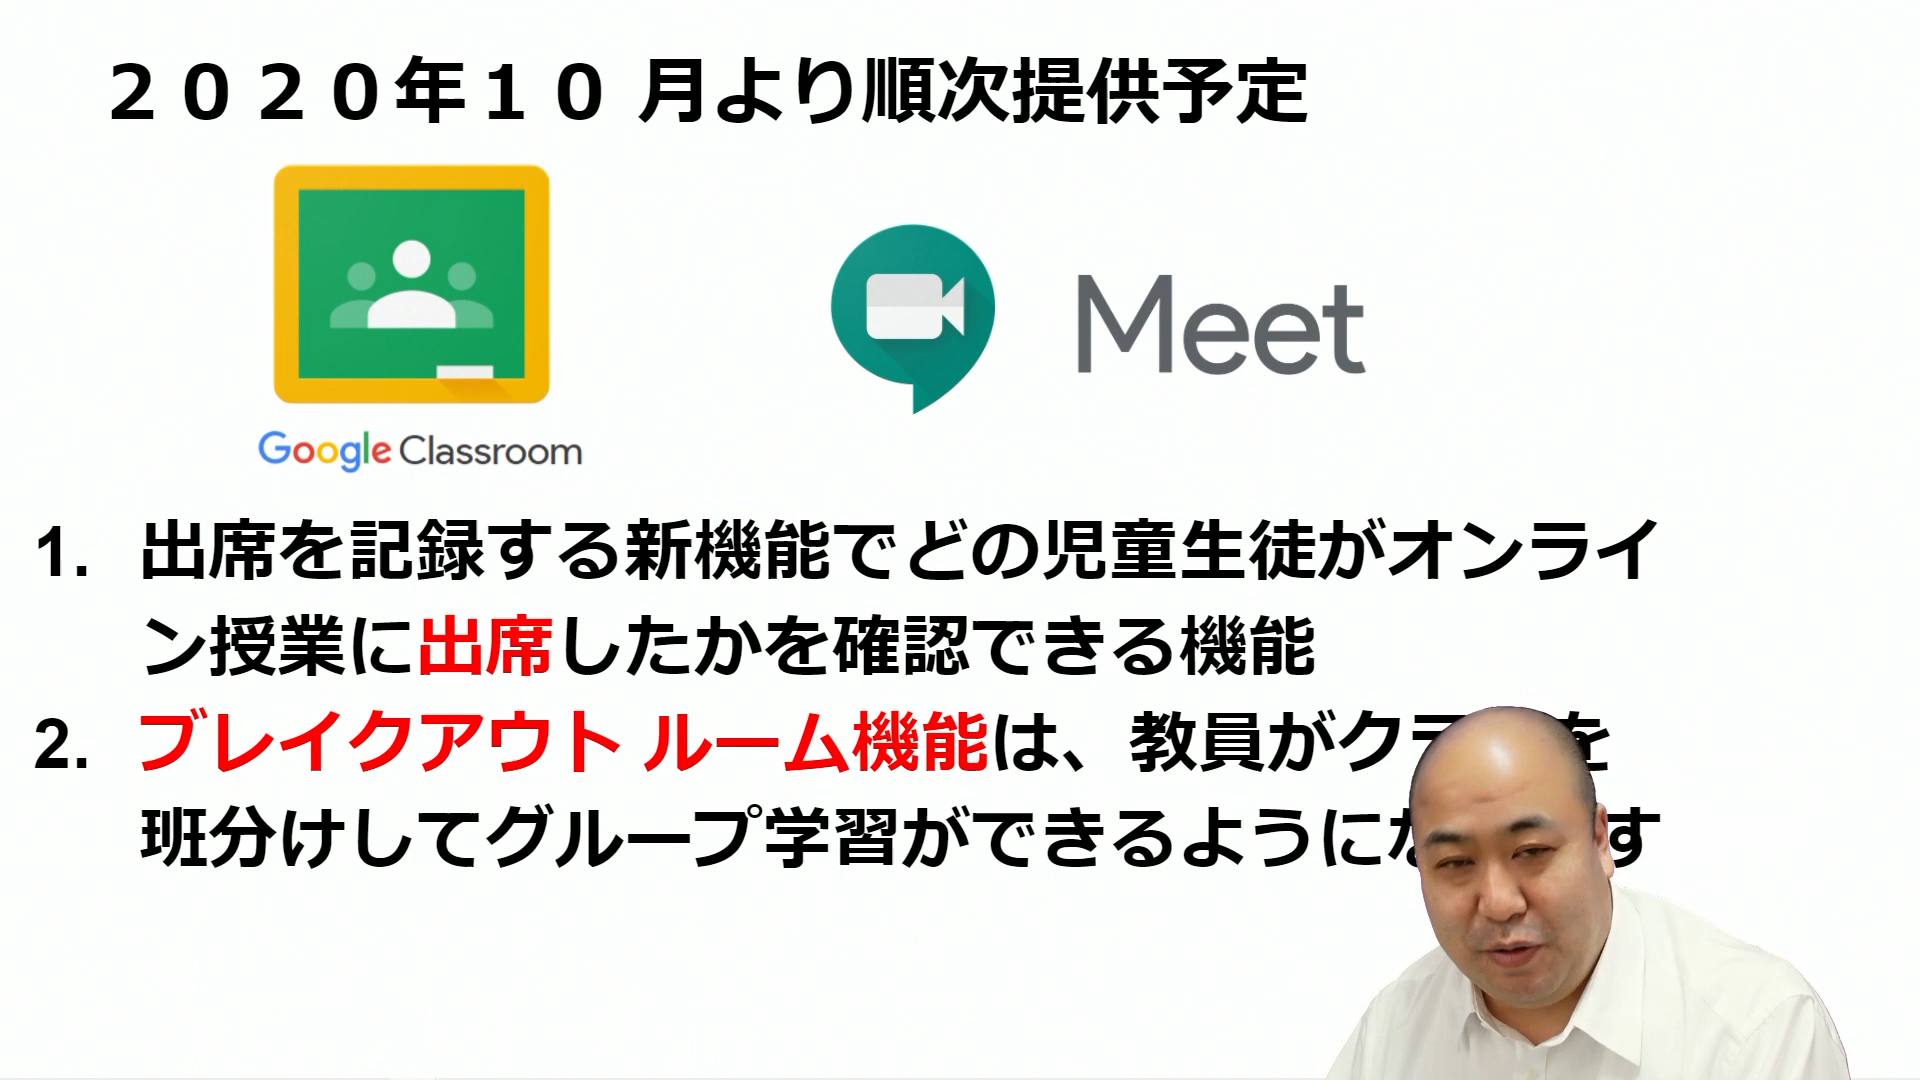 ２０２０年１０ 月より順次提供予定
Google Classroom
Meet
1. 出席を記録する新機能でどの児童生徒がオンライ
ン授業に出席したかを確認できる機能
2. ブレイクアウト ルーム機能は、教員がク を
班分けしてグループ学習ができるように す